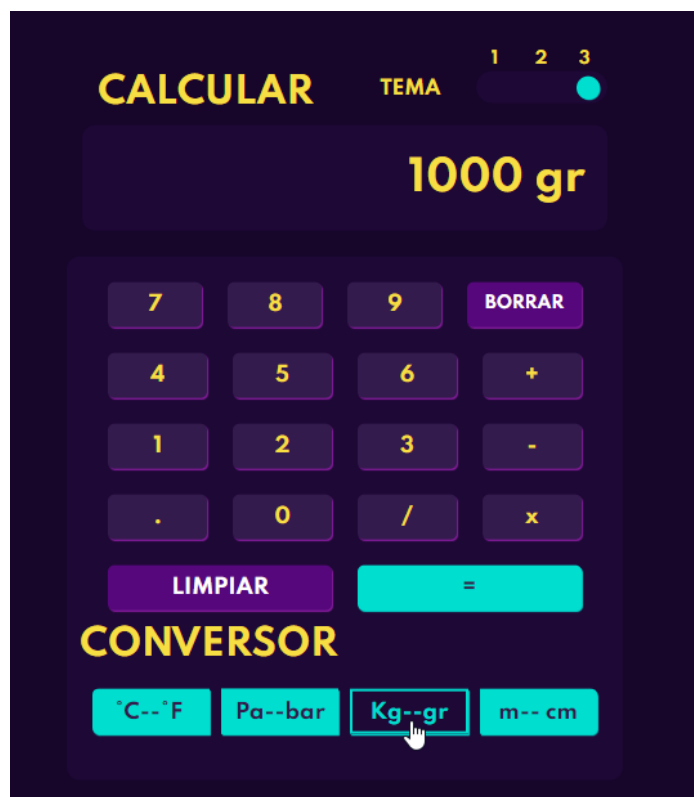 1 2 3
CALCULAR TEMA
1000 gr
7 8 9 BORRAR
4 5 6 +
1 2 3 -
. 0 / x
LIMPIAR =
CONVERSOR
°C--°F Pa--bar Kg--gr m-- cm